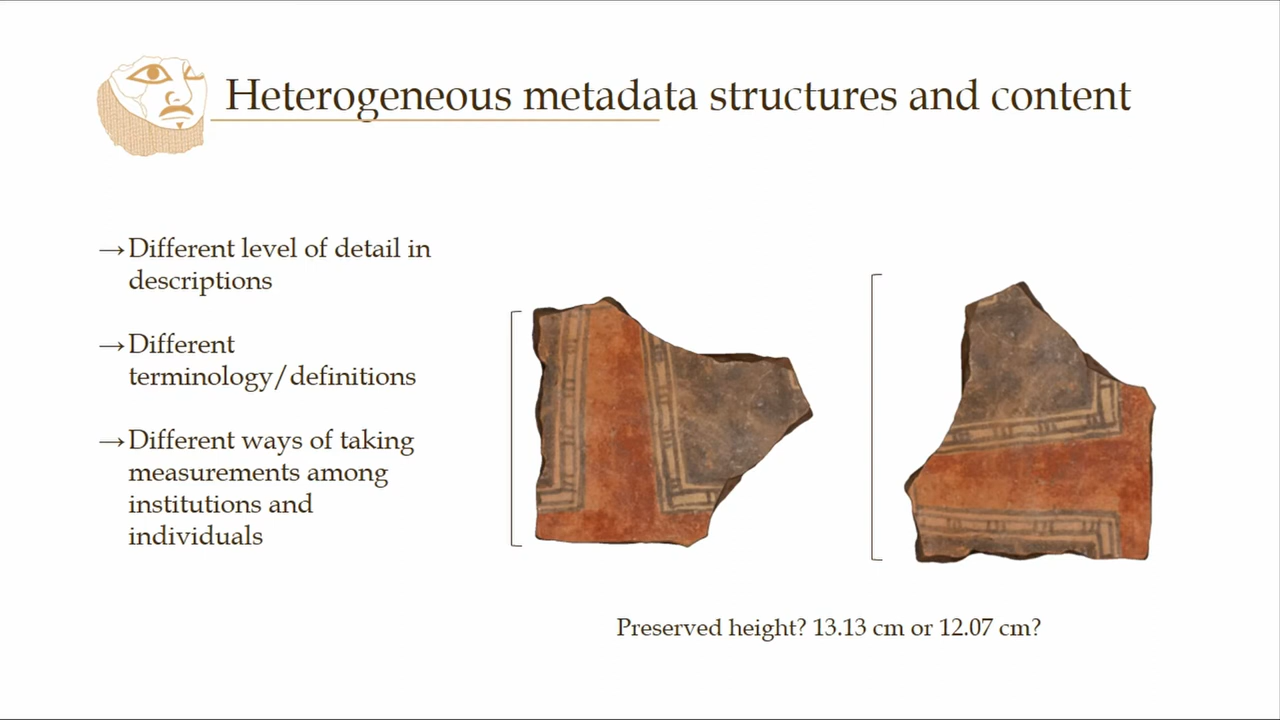 Heterogeneous metadata structures and content
→Different level of detail in
descriptions
→Different
terminology/definitions
→Different ways of taking
measurements among
institutions and
individuals
Preserved height? 13.13 cm or 12.07 cm?